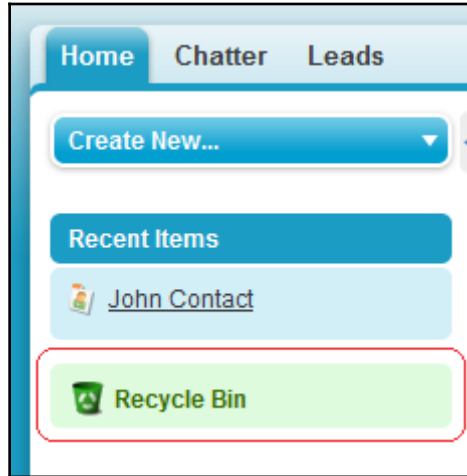 Home Chatter Leads
Create New...
Recent Items
John Contact
Recycle Bin